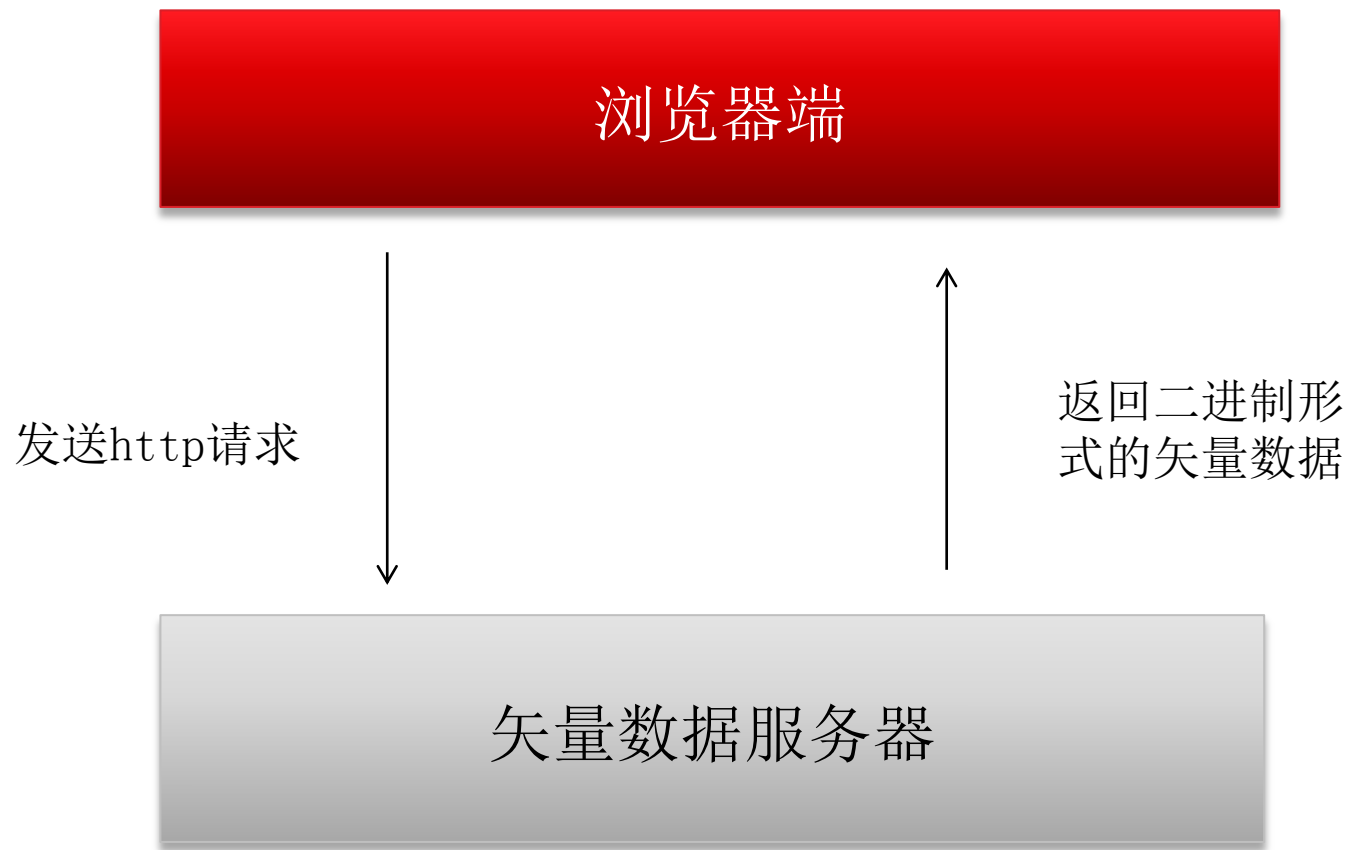 浏览器端
发送http请求
返回二进制形
式的矢量数据
矢量数据服务器